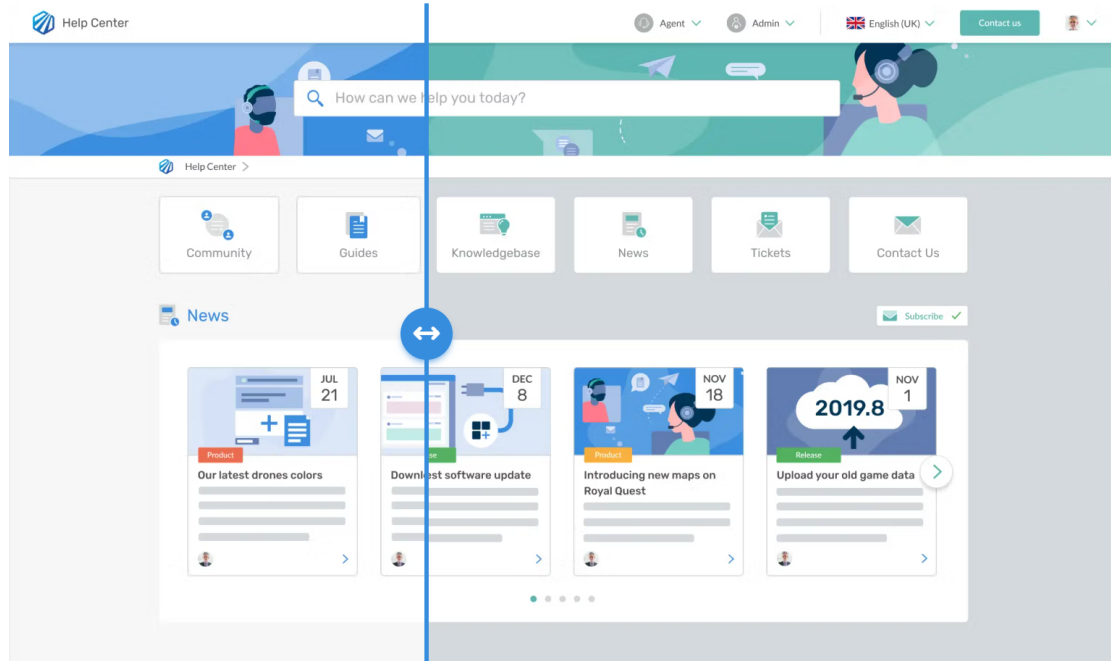 Help Center
Agent
Admin
English (UK)
Contact us
How can we help you today?
Help Center
Community
Guides
Knowledgebase
News
Tickets
Contact Us
News
Subscribe
JUL
21
Product
Our latest drones colors
DEC
8
se
Downlest software update
NOV
18
Product
Introducing new maps on
Royal Quest
2019.8
NOV
1
Release
Upload your old game data